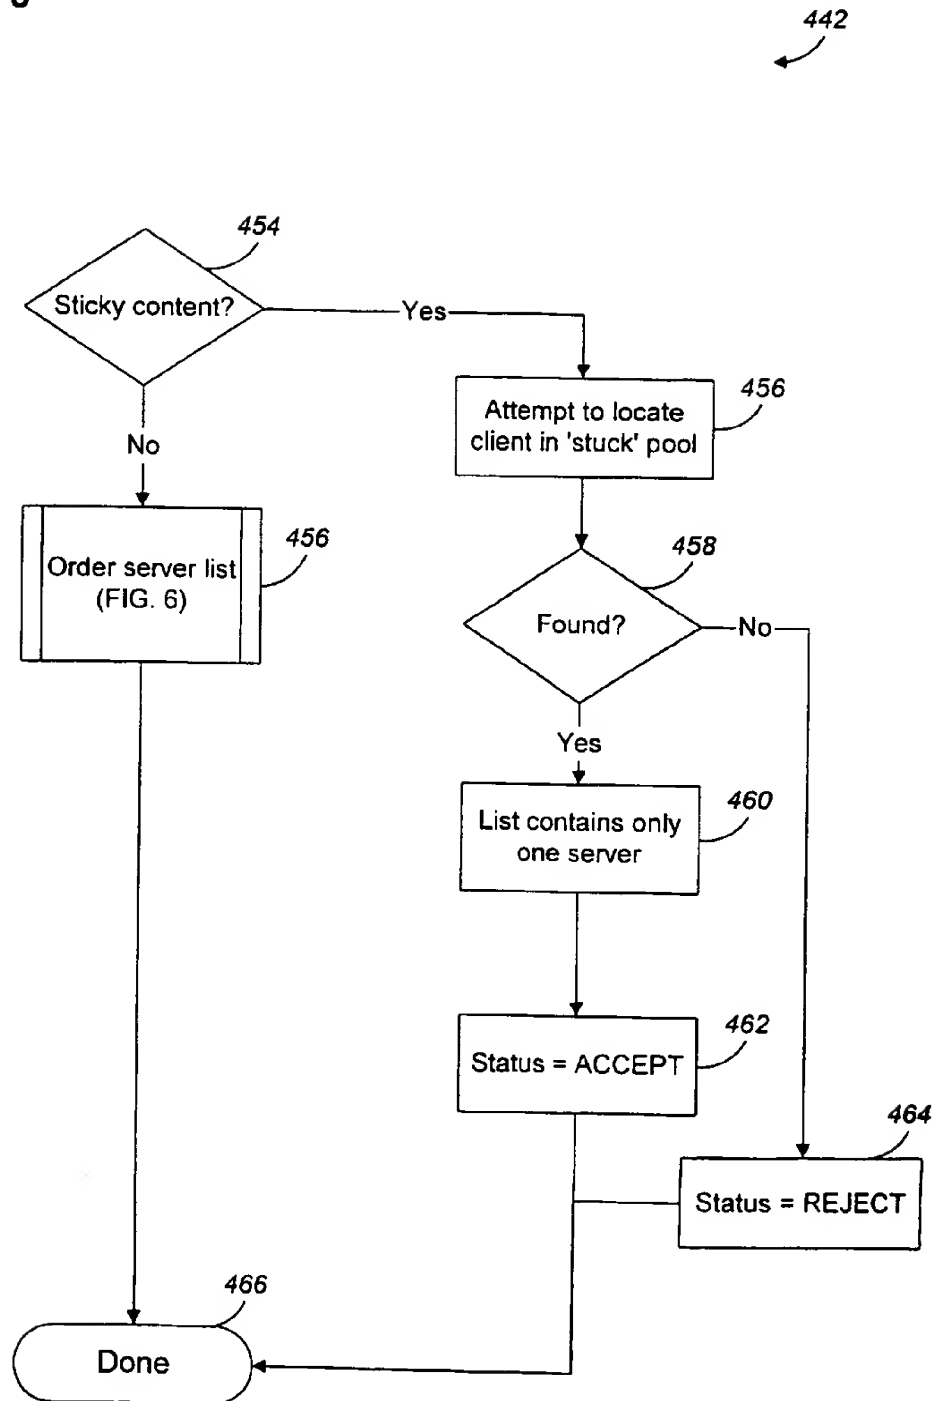 442
454
Sticky content?
Yes
456
Attempt to locate
client in 'stuck' pool
No
456
Order server list
(FIG. 6)
458
Found?
No
Yes
460
List contains only
one server
462
Status = ACCEPT
464
Status = REJECT
466
Done